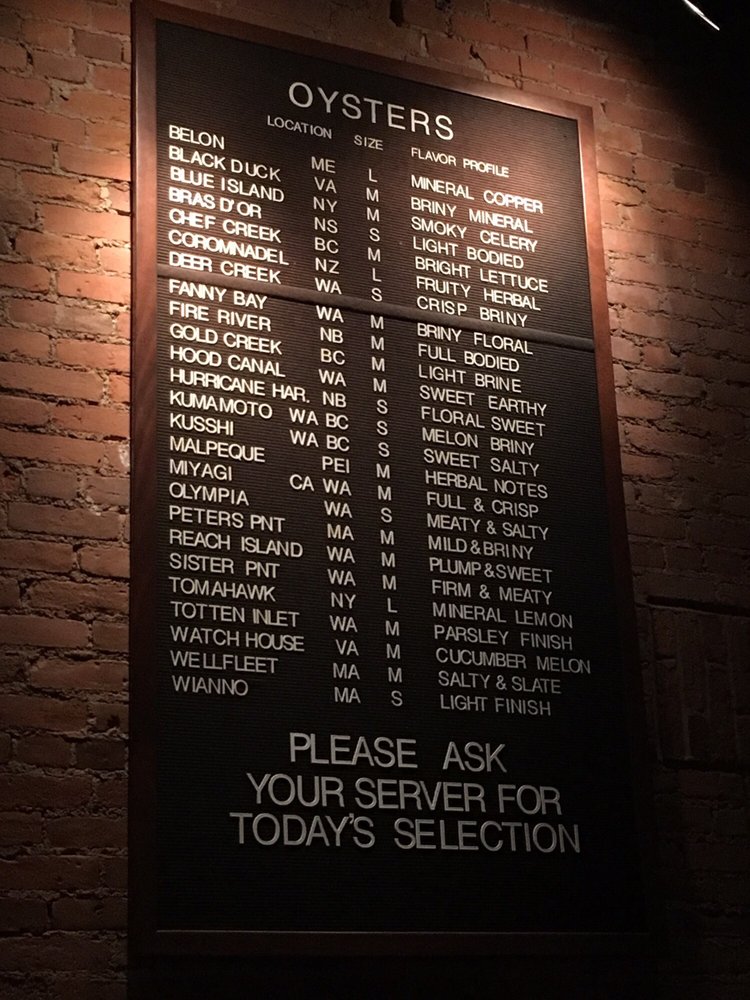 OYSTERS
LOCATION SIZE FLAVOR PROFILE
BELON ME L MINERAL COPPER
BLACK DUCK VA M BRINY MINERAL
BLUE ISLAND NY M SMOKY CELERY
BRAS D'OR NS S LIGHT BODIED
CHEF CREEK BC M BRIGHT LETTUCE
COROMNADEL NZ L FRUITY HERBAL
DEER CREEK WA S CRISP BRINY
FANNY BAY WA M BRINY FLORAL
FIRE RIVER NB M FULL BODIED
GOLD CREEK BC M LIGHT BRINE
HOOD CANAL WA M SWEET EARTHY
HURRICANE HAR. NB S FLORAL SWEET
KUMAMOTO WA BC S MELON BRINY
KUSSHI WA BC S SWEET SALTY
MALPEQUE PEI M HERBAL NOTES
MIYAGI CA WA M FULL & CRISP
OLYMPIA WA S MEATY & SALTY
PETERS PNT MA M MILD & BRINY
REACH ISLAND WA M PLUMP & SWEET
SISTER PNT WA M FIRM & MEATY
TOMAHAWK NY L MINERAL LEMON
TOTTEN INLET WA M PARSLEY FINISH
WATCH HOUSE VA M CUCUMBER MELON
WELLFLEET MA M SALTY & SLATE
WIANNO MA S LIGHT FINISH
PLEASE ASK
YOUR SERVER FOR
TODAY'S SELECTION